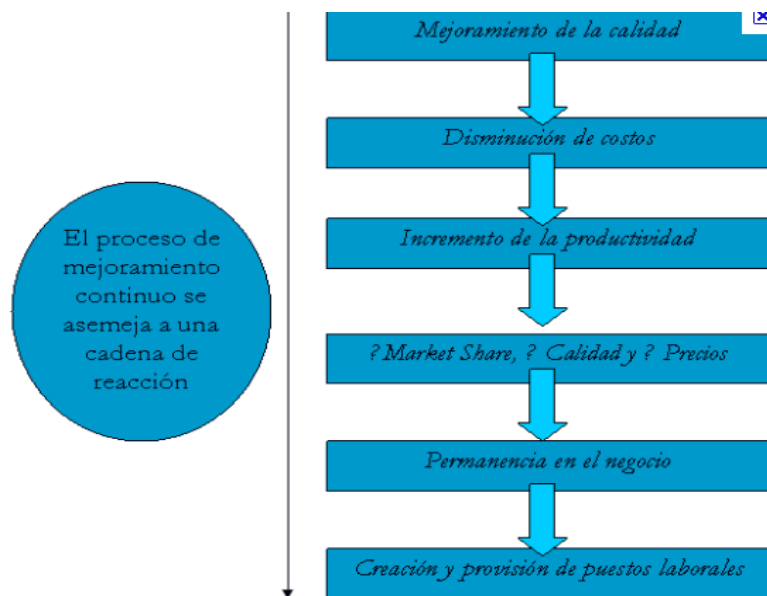 Mejoramiento de la calidad
Disminución de costos
Incremento de la productividad
? Market Share, ? Calidad y ? Precios
Permanencia en el negocio
Creación y provisión de puestos laborales
El proceso de
mejoramiento
continuo se
asemeja a una
cadena de
reacción